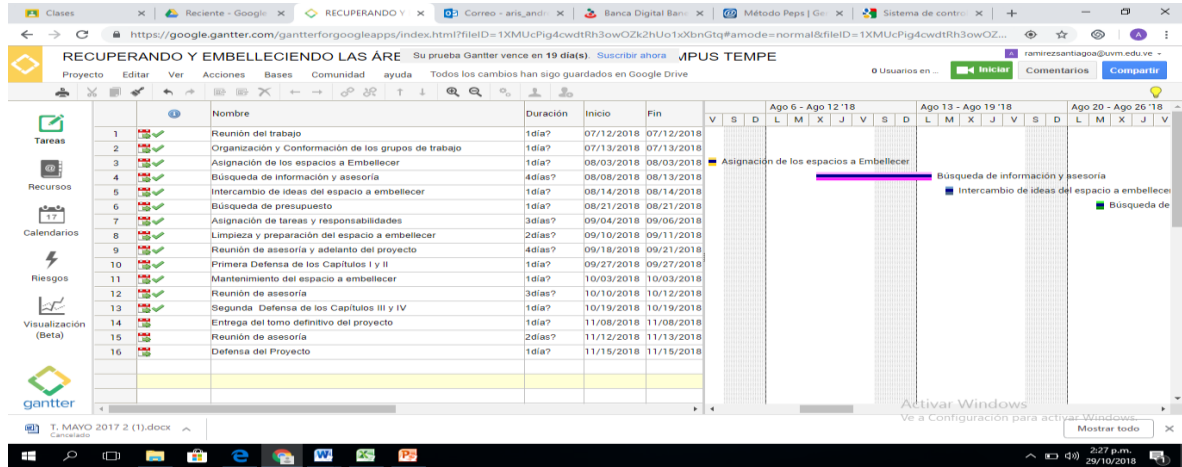 Clases
Reciente - Google
RECUPERANDO Y
Correo - aris_andr
Banca Digital Banc
Método Peps | Ge
Sistema de control
https://google.gantter.com/gantterforgoogleapps/index.html?fileID=1XMUcPig4cwdtRh3owOZk2hUo1xXbnGtq#amode=normal&fileID=1XMUcPig4cwdtRh3owOZ...
A
RECUPERANDO Y EMBELLECIENDO LAS ÁRE
Su prueba Gantter vence en 19 día(s). Suscribir ahora
MPUS TEMPE
A ramirezsantiagoa@uvm.edu.ve
Proyecto Editar Ver Acciones Bases Comunidad ayuda Todos los cambios han sigo guardados en Google Drive
0 Usuarios en ... Iniciar Comentarios Compartir
Nombre Duración Inicio Fin
Ago 6 - Ago 12 '18 Ago 13 - Ago 19 '18 Ago 20 - Ago 26 '18
V S D L M X J V S D L M X J V S D L M X J V
1 Reunión del trabajo 1día? 07/12/2018 07/12/2018
2 Organización y Conformación de los grupos de trabajo 1día? 07/13/2018 07/13/2018
3 Asignación de los espacios a Embellecer 1día? 08/03/2018 08/03/2018 Asignación de los espacios a Embellecer
4 Búsqueda de información y asesoría 4días? 08/08/2018 08/13/2018 Búsqueda de información y asesoría
5 Intercambio de ideas del espacio a embellecer 1día? 08/14/2018 08/14/2018 Intercambio de ideas del espacio a embellecer
6 Búsqueda de presupuesto 1día? 08/21/2018 08/21/2018 Búsqueda de
7 Asignación de tareas y responsabilidades 3días? 09/04/2018 09/06/2018
8 Limpieza y preparación del espacio a embellecer 2días? 09/10/2018 09/11/2018
9 Reunión de asesoría y adelanto del proyecto 4días? 09/18/2018 09/21/2018
10 Primera Defensa de los Capítulos I y II 1día? 09/27/2018 09/27/2018
11 Mantenimiento del espacio a embellecer 1día? 10/03/2018 10/03/2018
12 Reunión de asesoría 3días? 10/10/2018 10/12/2018
13 Segunda Defensa de los Capítulos III y IV 1día? 10/19/2018 10/19/2018
14 Entrega del tomo definitivo del proyecto 1día? 11/08/2018 11/08/2018
15 Reunión de asesoría 2días? 11/12/2018 11/13/2018
16 Defensa del Proyecto 1día? 11/15/2018 11/15/2018
Tareas
Recursos
17
Calendarios
Riesgos
Visualización
(Beta)
gantter
Activar Windows
Ve a Configuración para activar Windows.
T. MAYO 2017 2 (1).docx
Cancelado
Mostrar todo
2:27 p.m.
29/10/2018